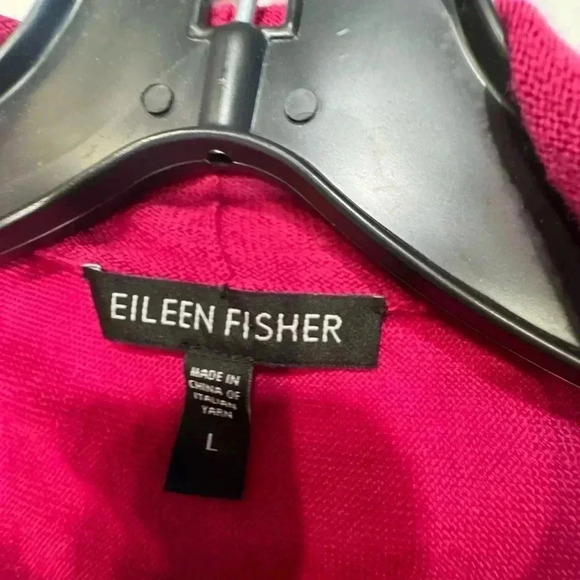 EILEEN FISHER
MADE IN
CHINA OF
ITALIAN
YARN
L